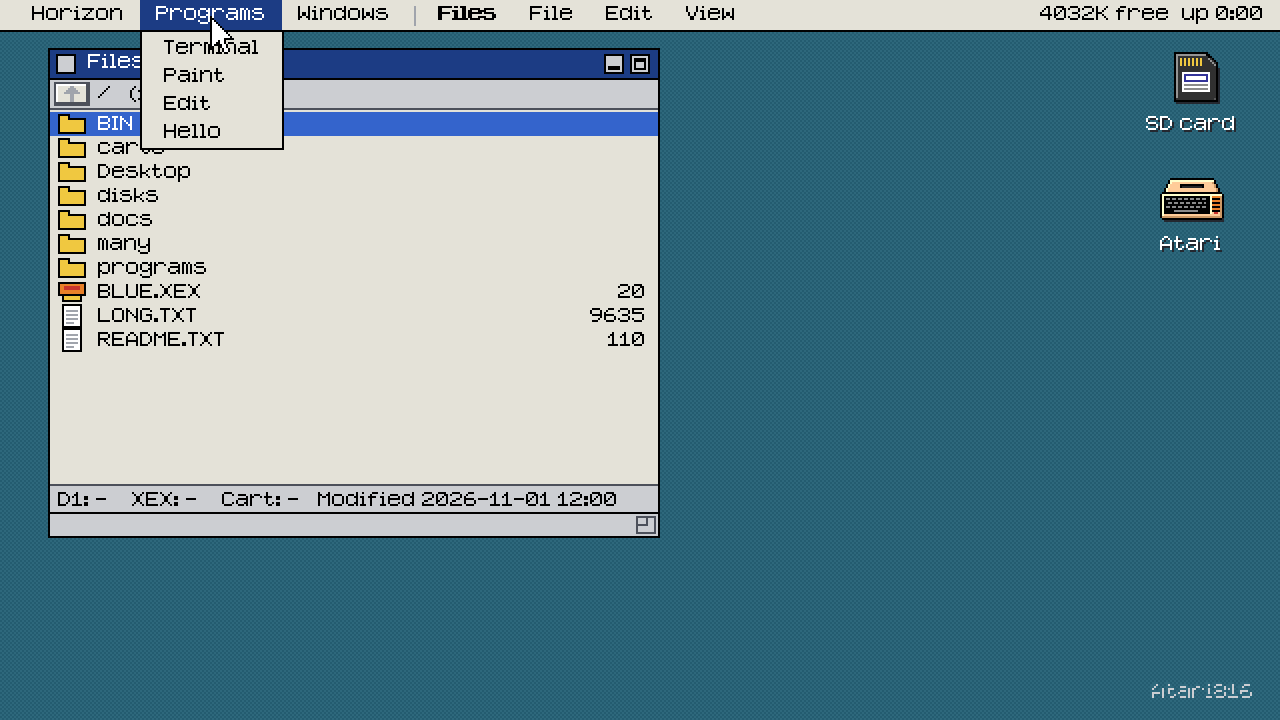 Horizon Programs Windows | Files File Edit View 4032K free up 0:00
Terminal
Paint
Edit
Hello
Files
/
BIN
carts
Desktop
disks
docs
many
programs
BLUE.XEX 20
LONG.TXT 9635
README.TXT 110
D1: - XEX: - Cart: - Modified 2026-11-01 12:00
SD card
Atari
Atari816